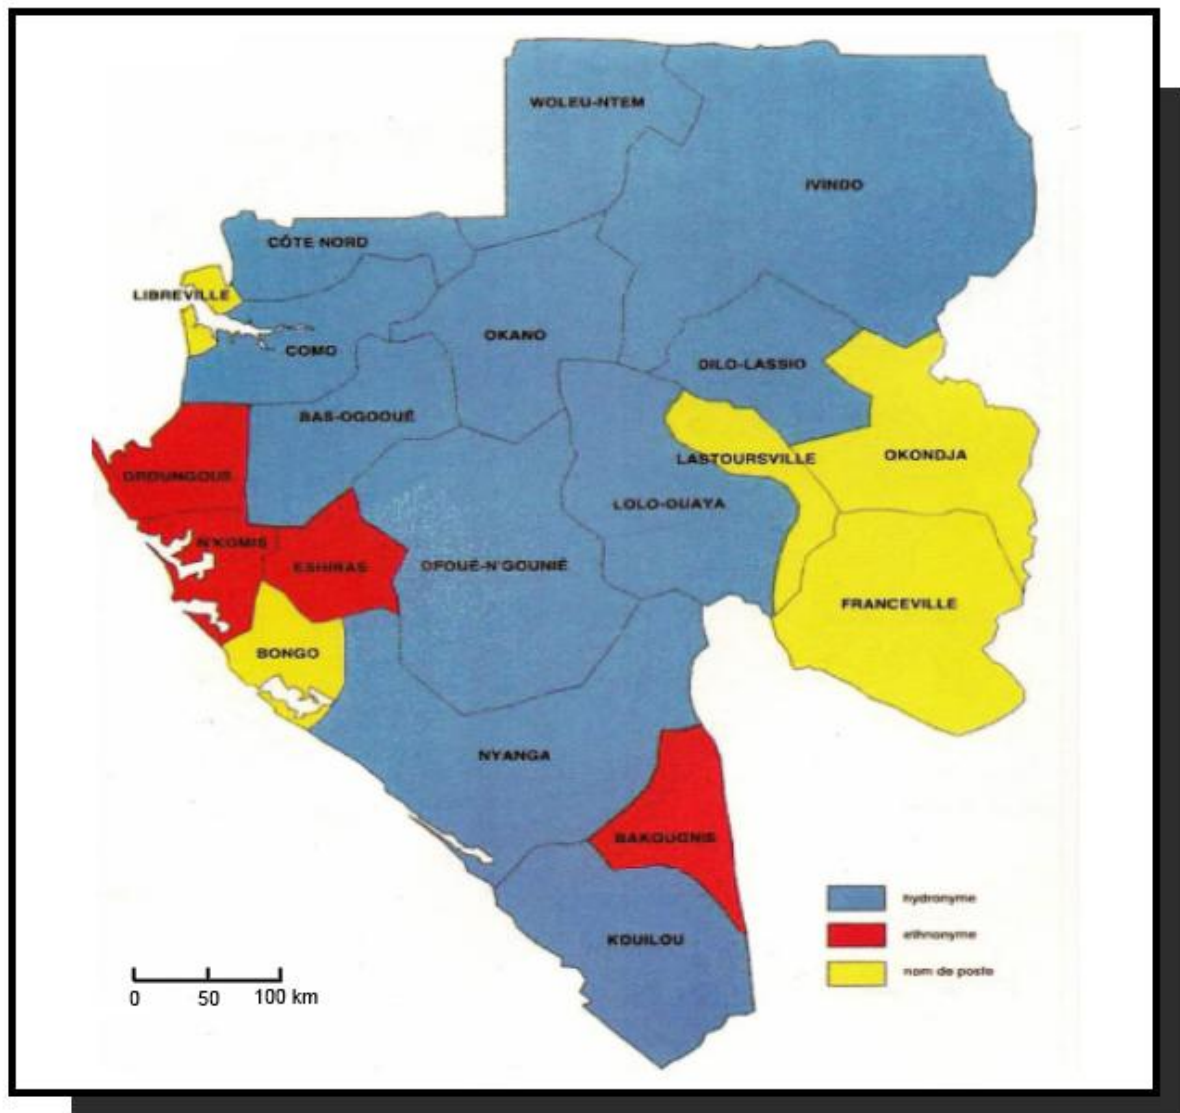 WOLEU-NTEM
IVINDO
CÔTE NORD
LIBREVILLE
OKANO
COMO
DILO-LASSIO
BAS-OGOOUÉ
LASTOURSVILLE
OKONDJA
OROUNGOUS
LOLO-OUAYA
N'KOMIS
ESHIRAS
OFOUÉ-N'GOUNIÉ
FRANCEVILLE
BONGO
NYANGA
BAKOUGNIS
hydronyme
ethnonyme
KOUILOU
nom de poste
0 50 100 km